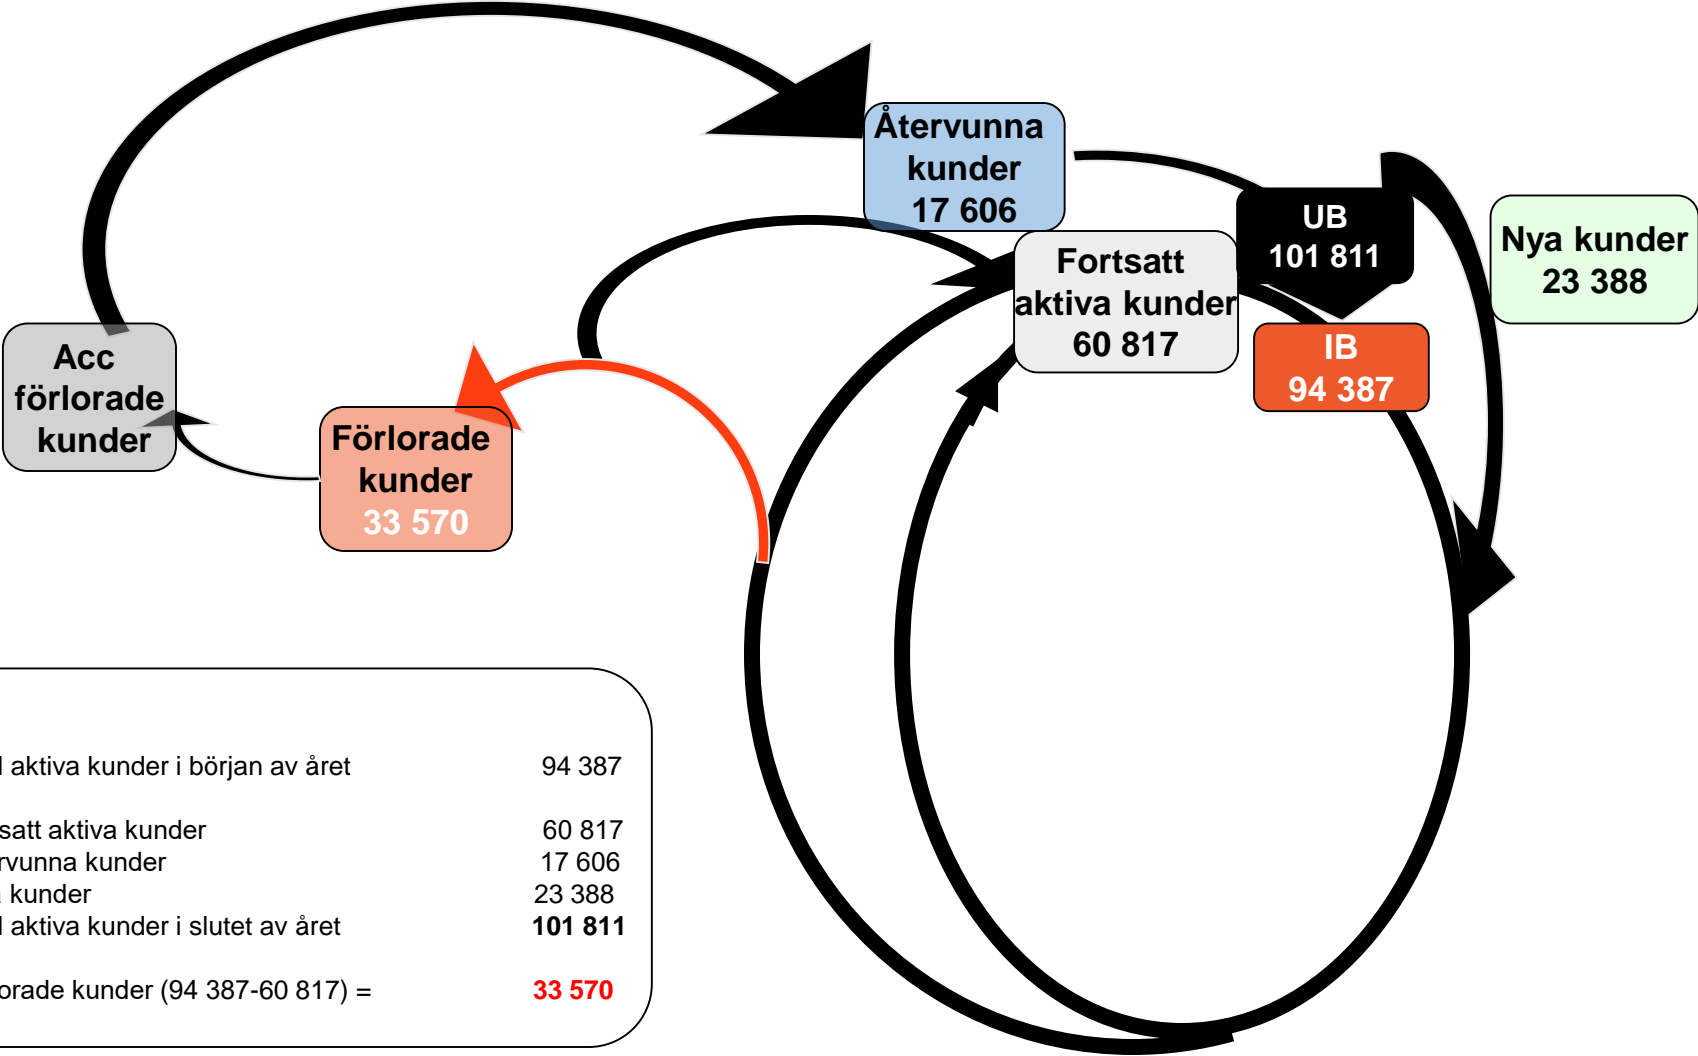 Återvunna
kunder
17 606
UB
101 811
Nya kunder
23 388
Fortsatt
aktiva kunder
60 817
IB
94 387
Acc
förlorade
kunder
Förlorade
kunder
33 570
aktiva kunder i början av året 94 387
satt aktiva kunder 60 817
rvunna kunder 17 606
kunder 23 388
aktiva kunder i slutet av året 101 811
orade kunder (94 387-60 817) = 33 570